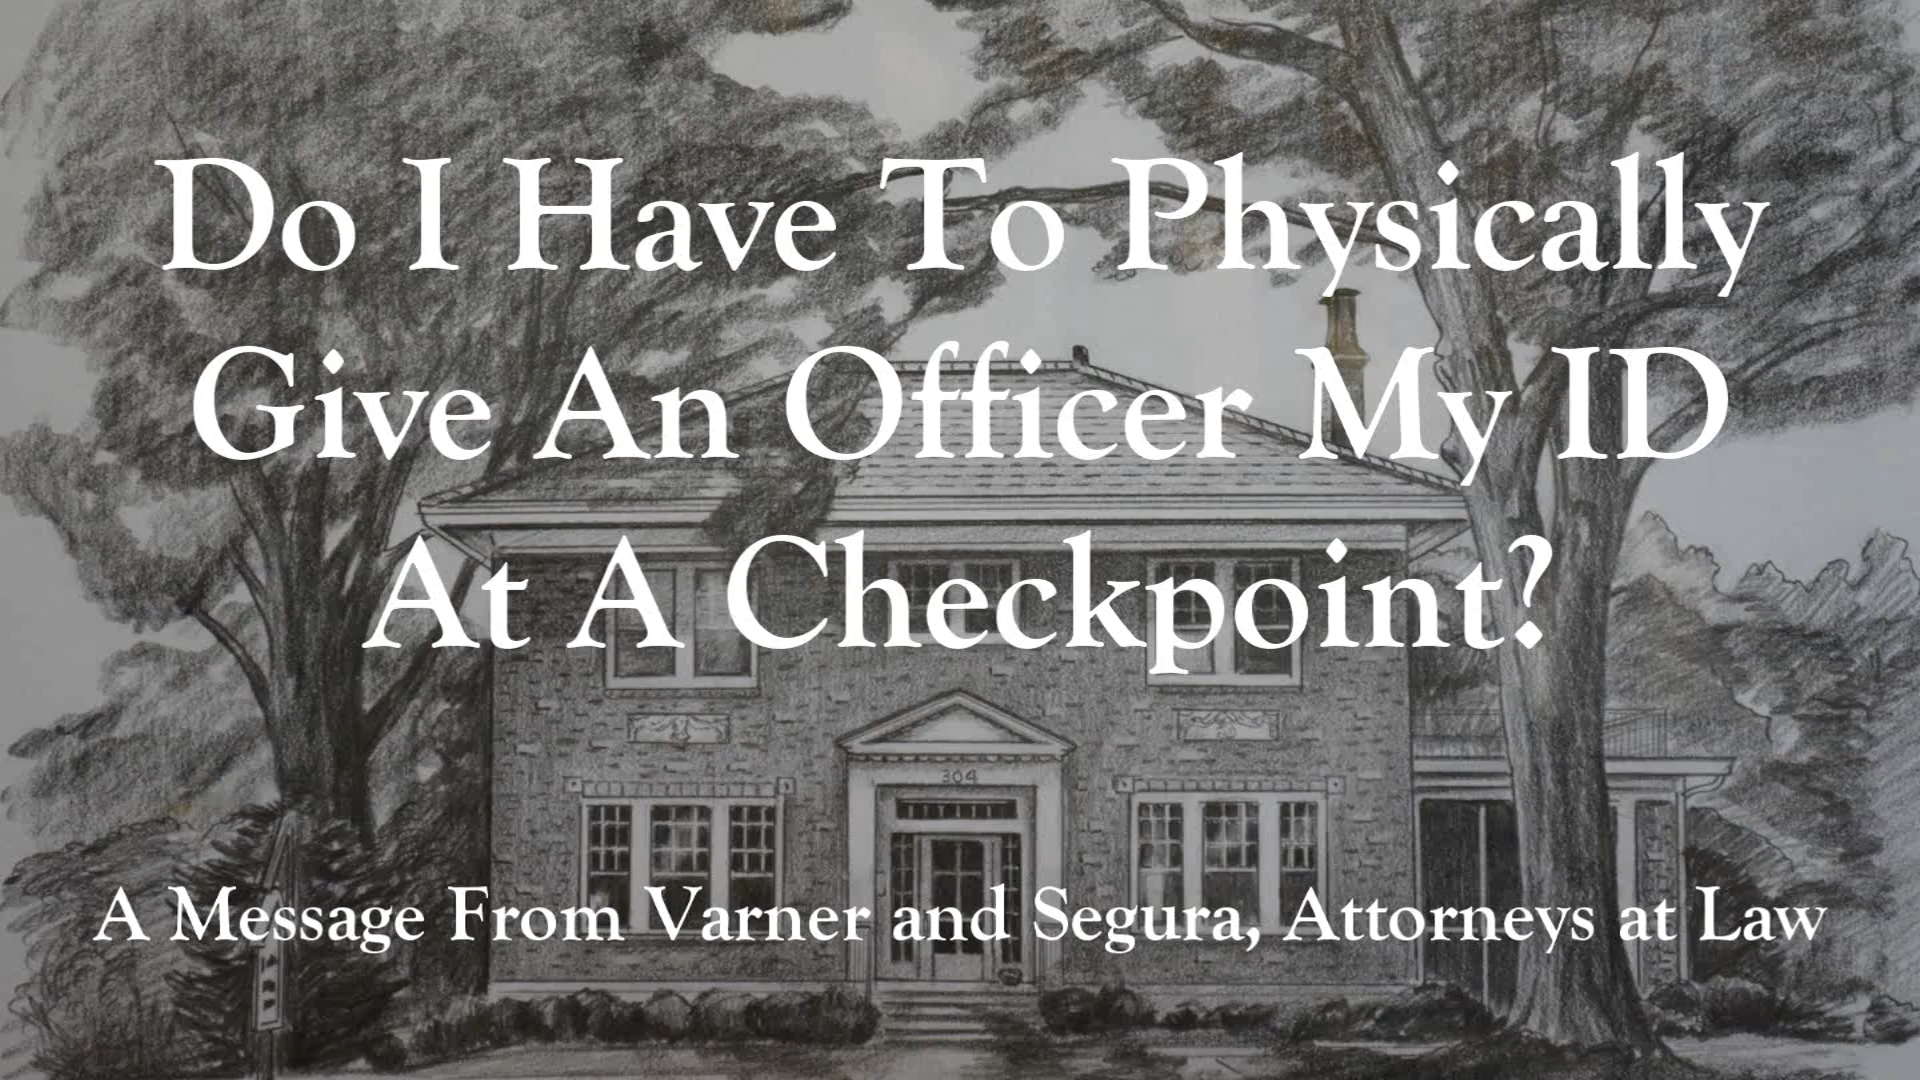 Do I Have To Physically
Give An Officer My ID
At A Checkpoint?
304
A Message From Varner and Segura, Attorneys at Law